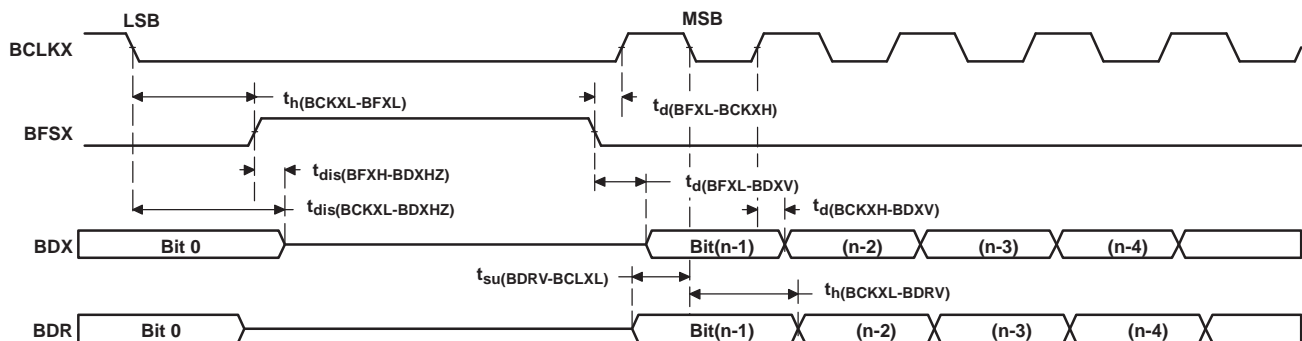 LSB MSB
BCLKX
th(BCKXL-BFXL) td(BFXL-BCKXH)
BFSX
tdis(BFXH-BDXHZ) td(BFXL-BDXV)
tdis(BCKXL-BDXHZ) td(BCKXH-BDXV)
BDX Bit 0 Bit(n-1) (n-2) (n-3) (n-4)
tsu(BDRV-BCLXL) th(BCKXL-BDRV)
BDR Bit 0 Bit(n-1) (n-2) (n-3) (n-4)